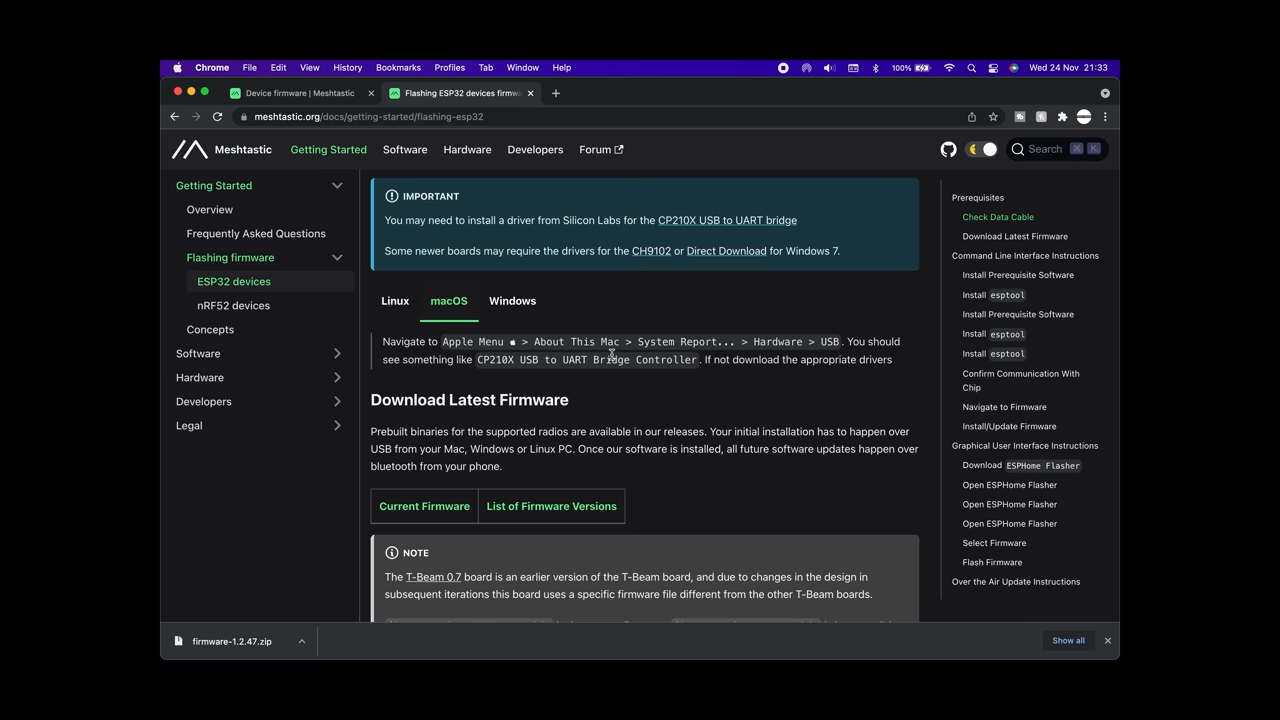 Chrome File Edit View History Bookmarks Profiles Tab Window Help 100% Wed 24 Nov 21:33
Device firmware | Meshtastic
Flashing ESP32 devices firmw
meshtastic.org/docs/getting-started/flashing-esp32
Meshtastic Getting Started Software Hardware Developers Forum Search ⌘ K
Getting Started
Overview
Frequently Asked Questions
Flashing firmware
ESP32 devices
nRF52 devices
Concepts
Software
Hardware
Developers
Legal
IMPORTANT
You may need to install a driver from Silicon Labs for the CP210X USB to UART bridge
Some newer boards may require the drivers for the CH9102 or Direct Download for Windows 7.
Linux macOS Windows
Navigate to Apple Menu > About This Mac > System Report... > Hardware > USB. You should
see something like CP210X USB to UART Bridge Controller. If not download the appropriate drivers
Download Latest Firmware
Prebuilt binaries for the supported radios are available in our releases. Your initial installation has to happen over
USB from your Mac, Windows or Linux PC. Once our software is installed, all future software updates happen over
bluetooth from your phone.
Current Firmware List of Firmware Versions
NOTE
The T-Beam 0.7 board is an earlier version of the T-Beam board, and due to changes in the design in
subsequent iterations this board uses a specific firmware file different from the other T-Beam boards.
Prerequisites
Check Data Cable
Download Latest Firmware
Command Line Interface Instructions
Install Prerequisite Software
Install esptool
Install Prerequisite Software
Install esptool
Install esptool
Confirm Communication With
Chip
Navigate to Firmware
Install/Update Firmware
Graphical User Interface Instructions
Download ESPHome Flasher
Open ESPHome Flasher
Open ESPHome Flasher
Open ESPHome Flasher
Select Firmware
Flash Firmware
Over the Air Update Instructions
firmware-1.2.47.zip
Show all